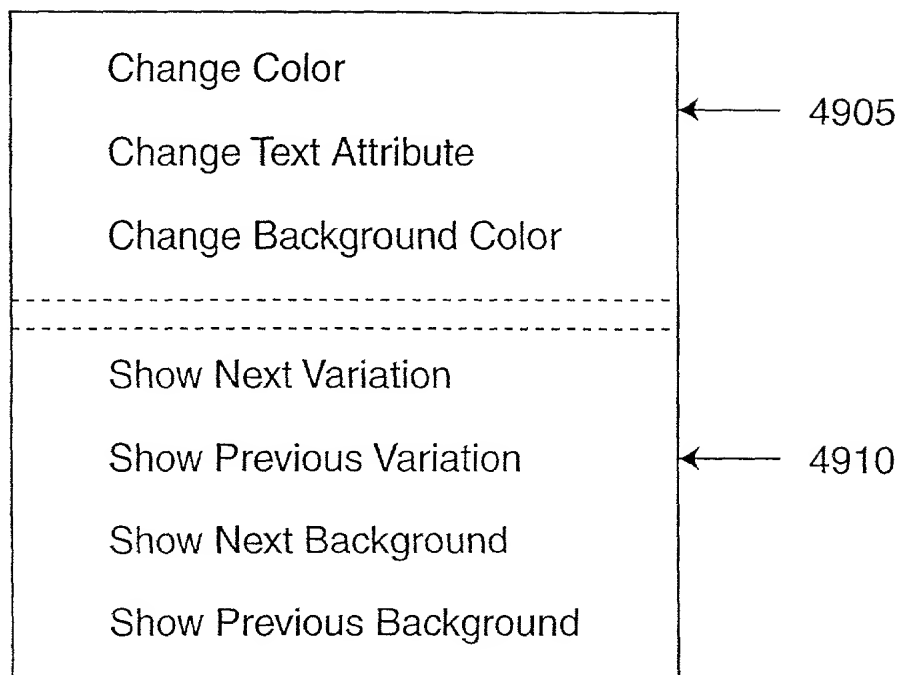 Change Color
4905
Change Text Attribute
Change Background Color
Show Next Variation
Show Previous Variation
4910
Show Next Background
Show Previous Background